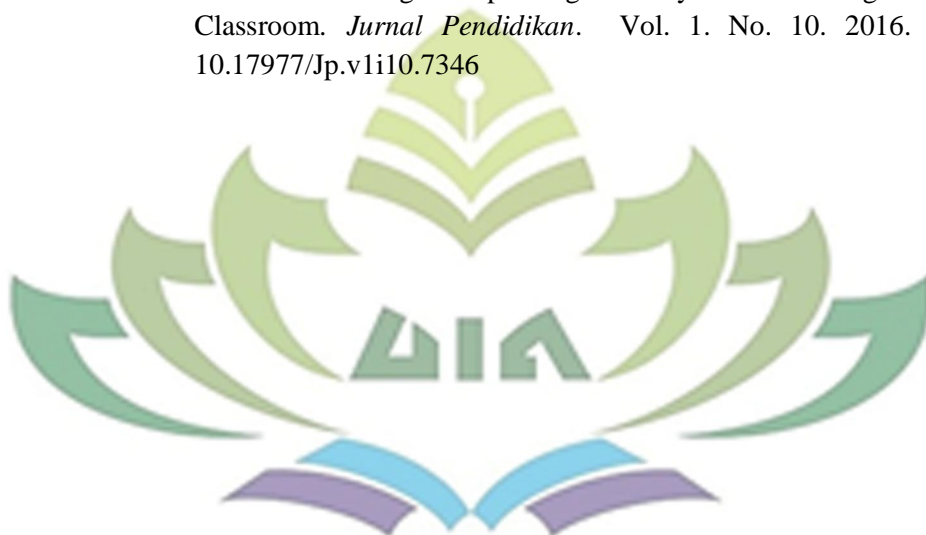 Classroom. Jurnal Pendidikan. Vol. 1. No. 10. 2016.
10.17977/Jp.v1i10.7346
UIN